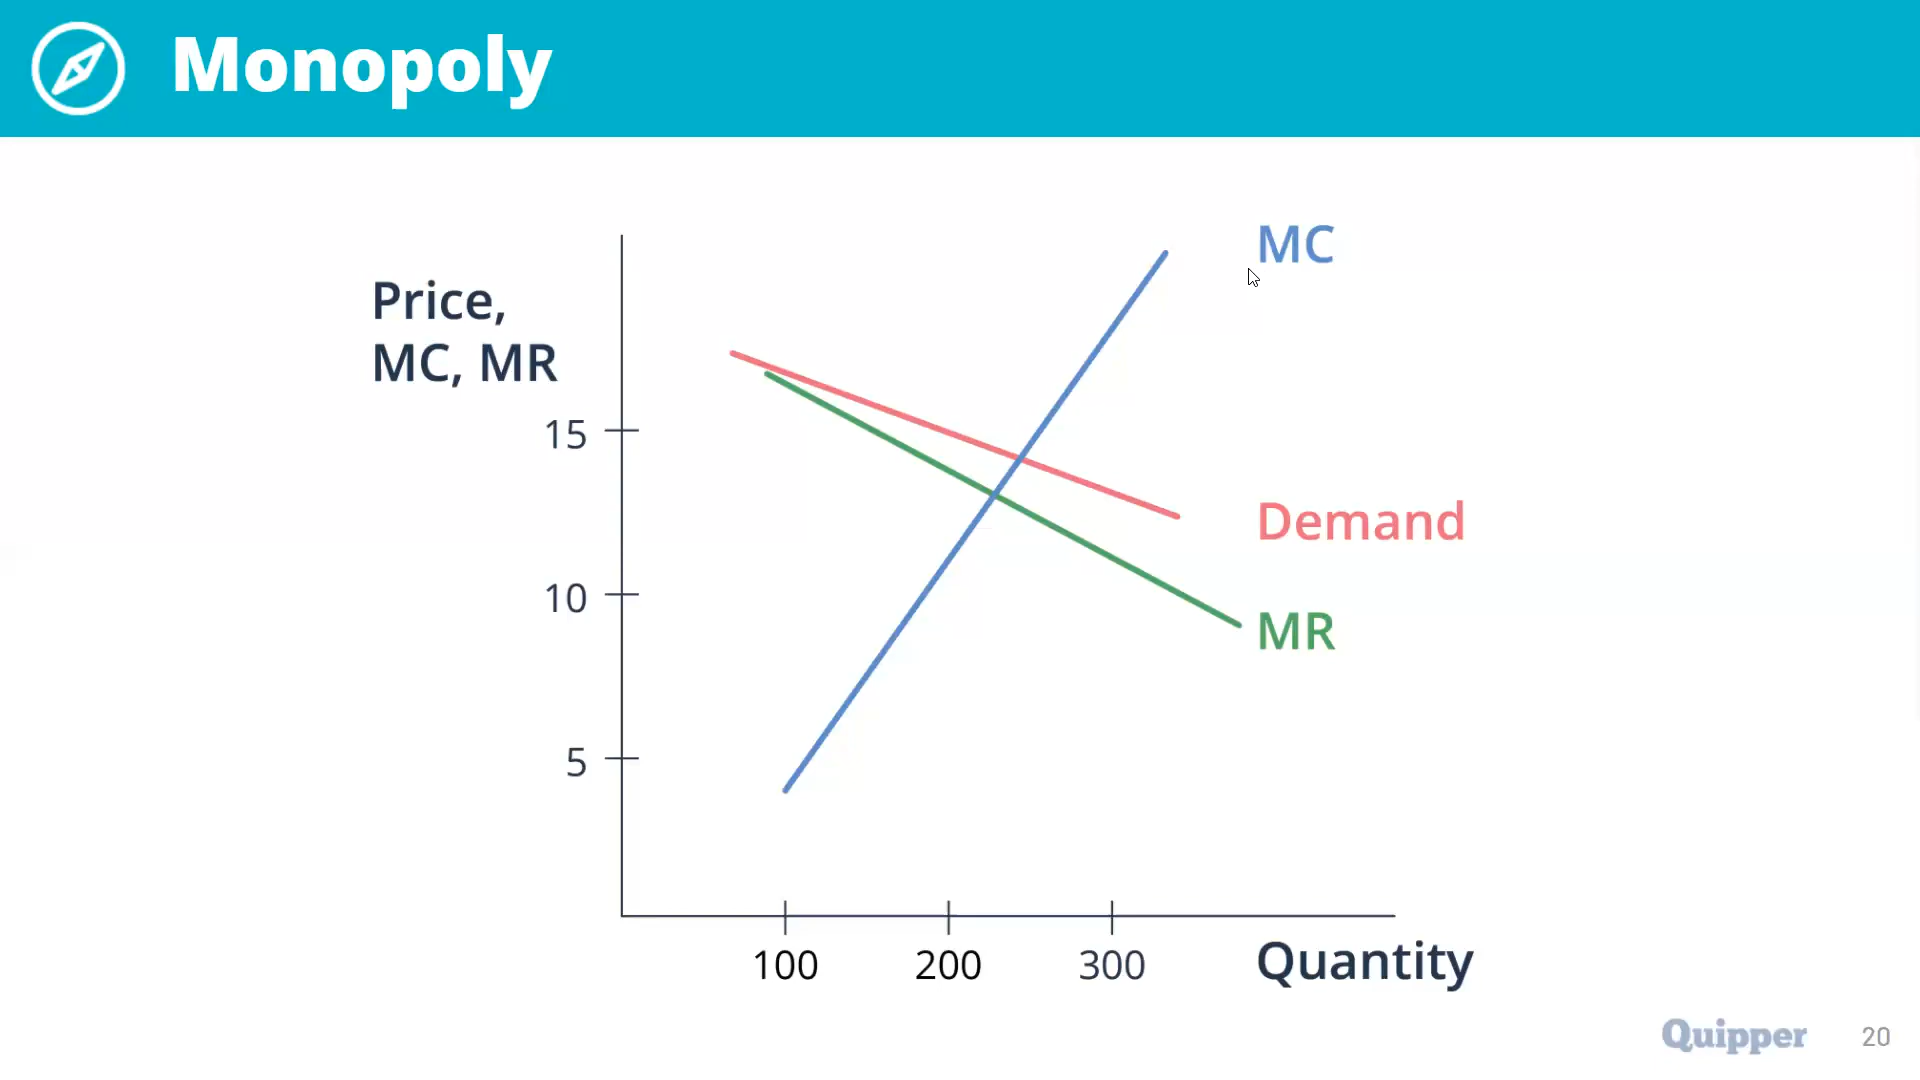 Monopoly
MC
Price,
MC, MR
15
Demand
10
MR
5
100 200 300
Quantity
Quipper 20